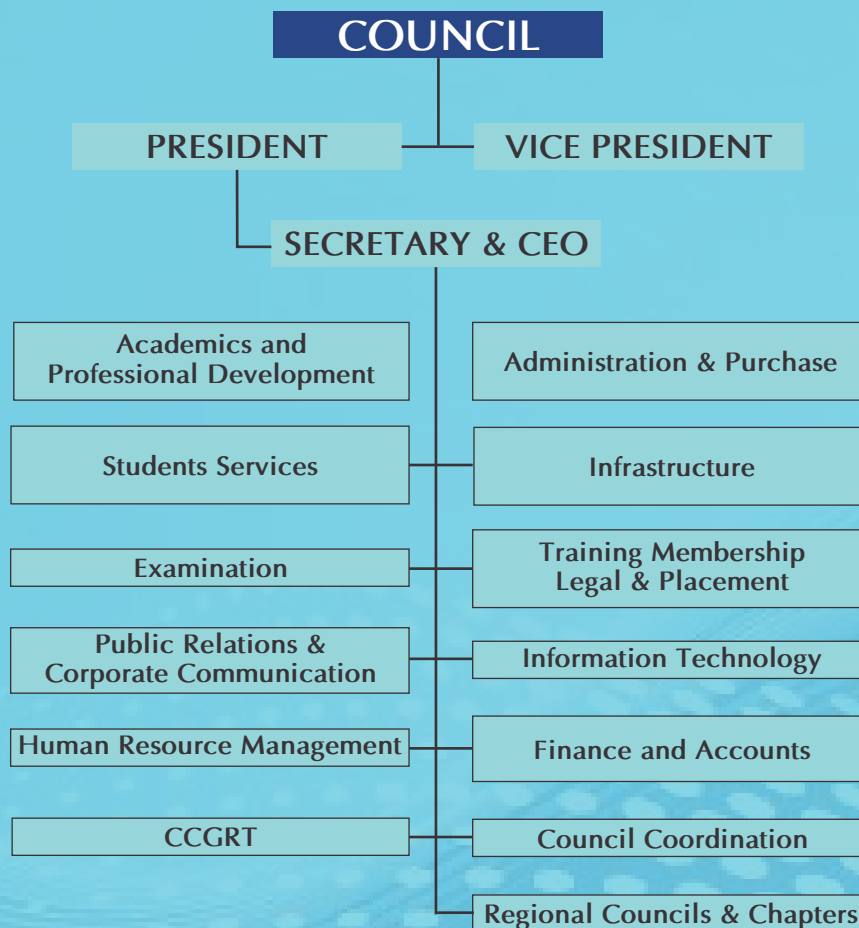 COUNCIL
PRESIDENT
VICE PRESIDENT
SECRETARY & CEO
Academics and
Professional Development
Administration & Purchase
Students Services
Infrastructure
Examination
Training Membership
Legal & Placement
Public Relations &
Corporate Communication
Information Technology
Human Resource Management
Finance and Accounts
CCGRT
Council Coordination
Regional Councils & Chapters